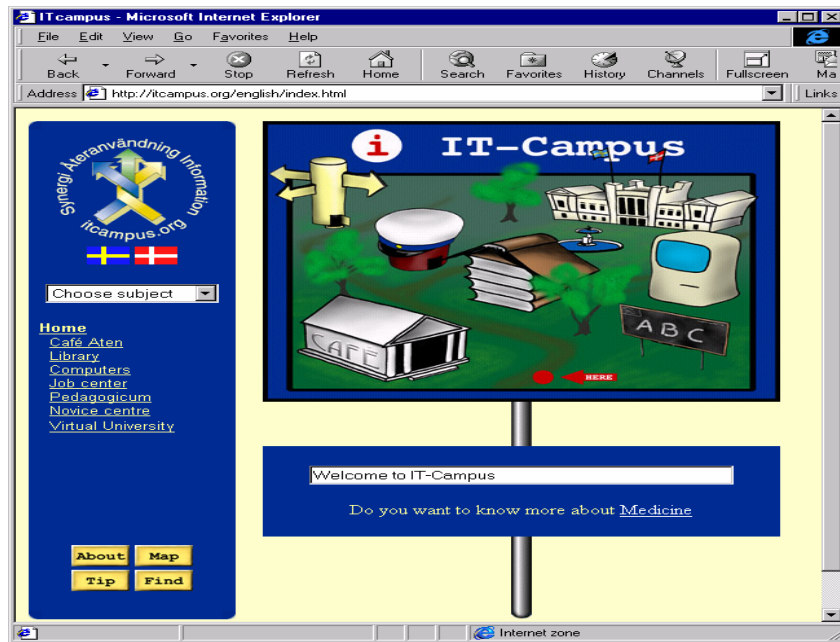 ITcampus - Microsoft Internet Explorer
File Edit View Go Favorites Help
Back Forward Stop Refresh Home Search Favorites History Channels Fullscreen Ma
Address http://itcampus.org/english/index.html Links
Synergi Återanvändning Information
itcampus.org
Choose subject
Home
Café Aten
Library
Computers
Job center
Pedagogicum
Novice centre
Virtual University
About Map
Tip Find
i IT-Campus
CAFÉ
ABC
HERE
Welcome to IT-Campus
Do you want to know more about Medicine
Internet zone